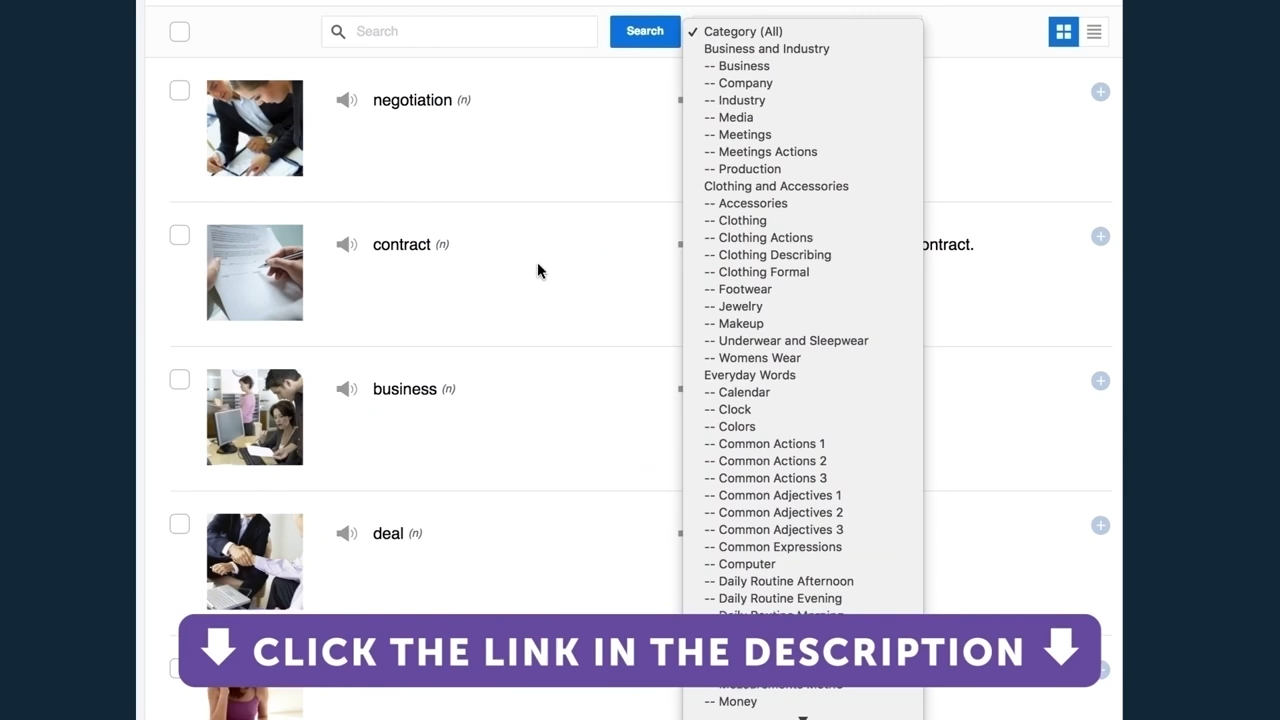 Search
Search
✓ Category (All)
Business and Industry
-- Business
-- Company
-- Industry
-- Media
-- Meetings
-- Meetings Actions
-- Production
Clothing and Accessories
-- Accessories
-- Clothing
-- Clothing Actions
-- Clothing Describing
-- Clothing Formal
-- Footwear
-- Jewelry
-- Makeup
-- Underwear and Sleepwear
-- Womens Wear
Everyday Words
-- Calendar
-- Clock
-- Colors
-- Common Actions 1
-- Common Actions 2
-- Common Actions 3
-- Common Adjectives 1
-- Common Adjectives 2
-- Common Adjectives 3
-- Common Expressions
-- Computer
-- Daily Routine Afternoon
-- Daily Routine Evening
-- Money
negotiation (n)
contract (n)
ontract.
business (n)
deal (n)
CLICK THE LINK IN THE DESCRIPTION